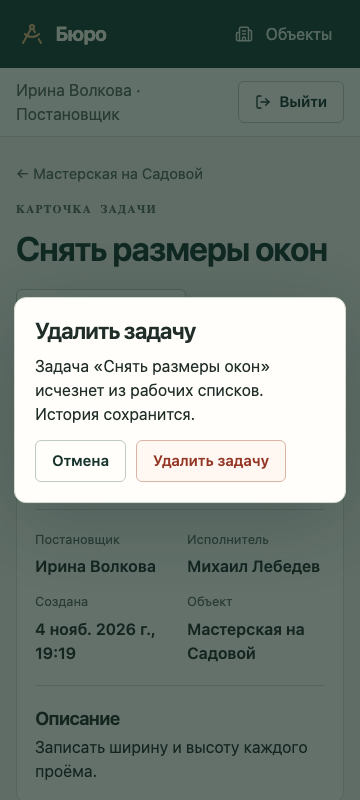 Бюро
Объекты
Ирина Волкова ·
Постановщик
Выйти
← Мастерская на Садовой
КАРТОЧКА ЗАДАЧИ
Снять размеры окон
Удалить задачу
Задача «Снять размеры окон»
исчезнет из рабочих списков.
История сохранится.
Отмена
Удалить задачу
Постановщик
Исполнитель
Ирина Волкова
Михаил Лебедев
Создана
Объект
4 нояб. 2026 г.,
19:19
Мастерская на
Садовой
Описание
Записать ширину и высоту каждого
проёма.